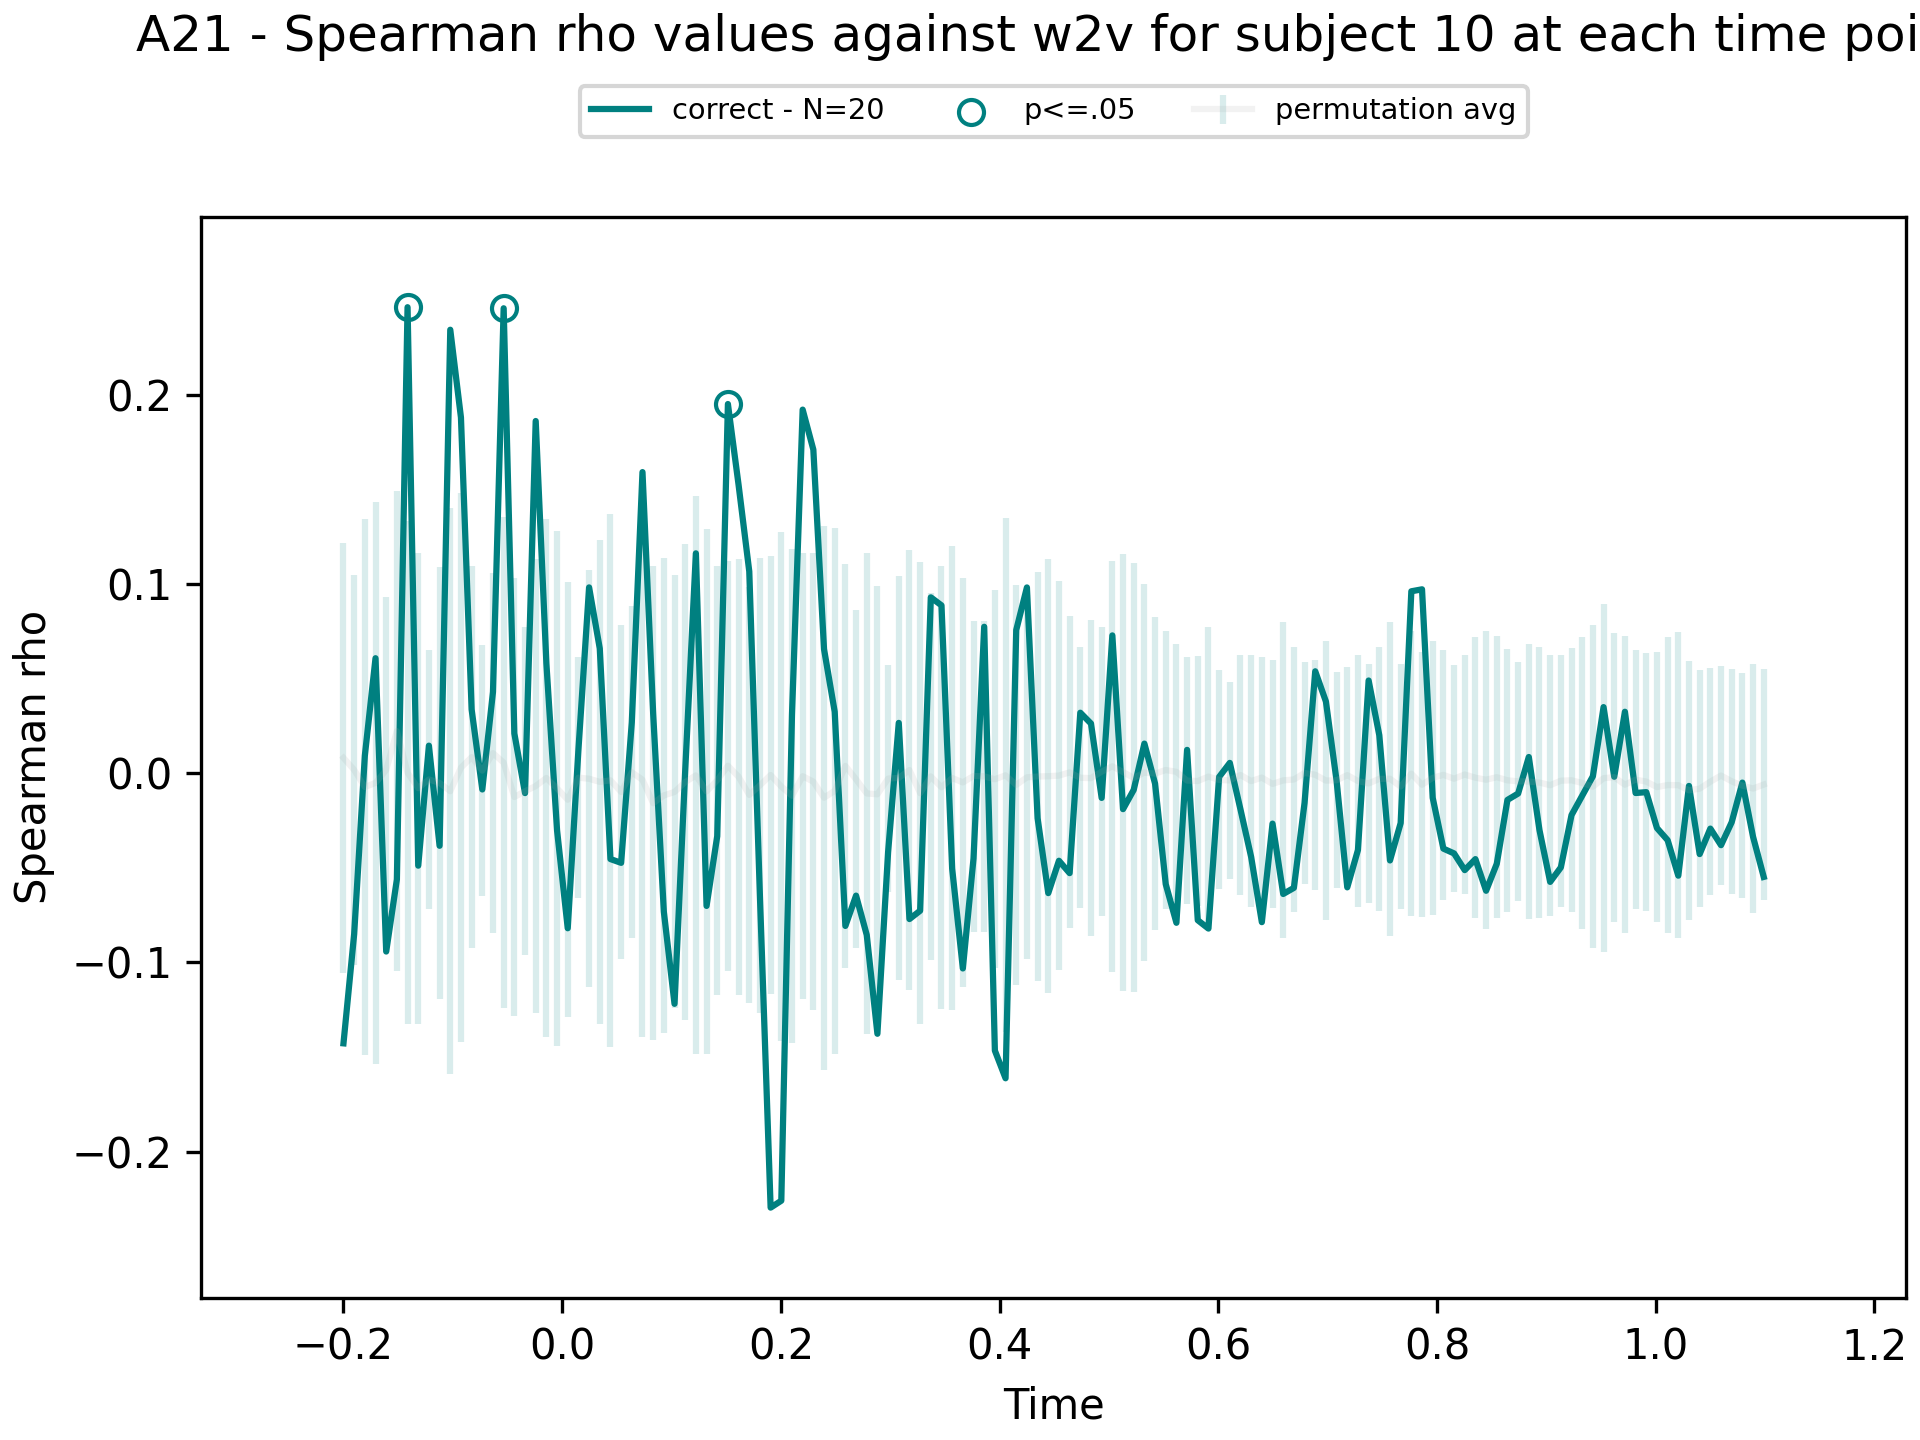 A21 - Spearman rho values against w2v for subject 10 at each time poi
correct - N=20 p<=.05 permutation avg
Spearman rho
0.2
0.1
0.0
−0.1
−0.2
−0.2 0.0 0.2 0.4 0.6 0.8 1.0 1.2
Time